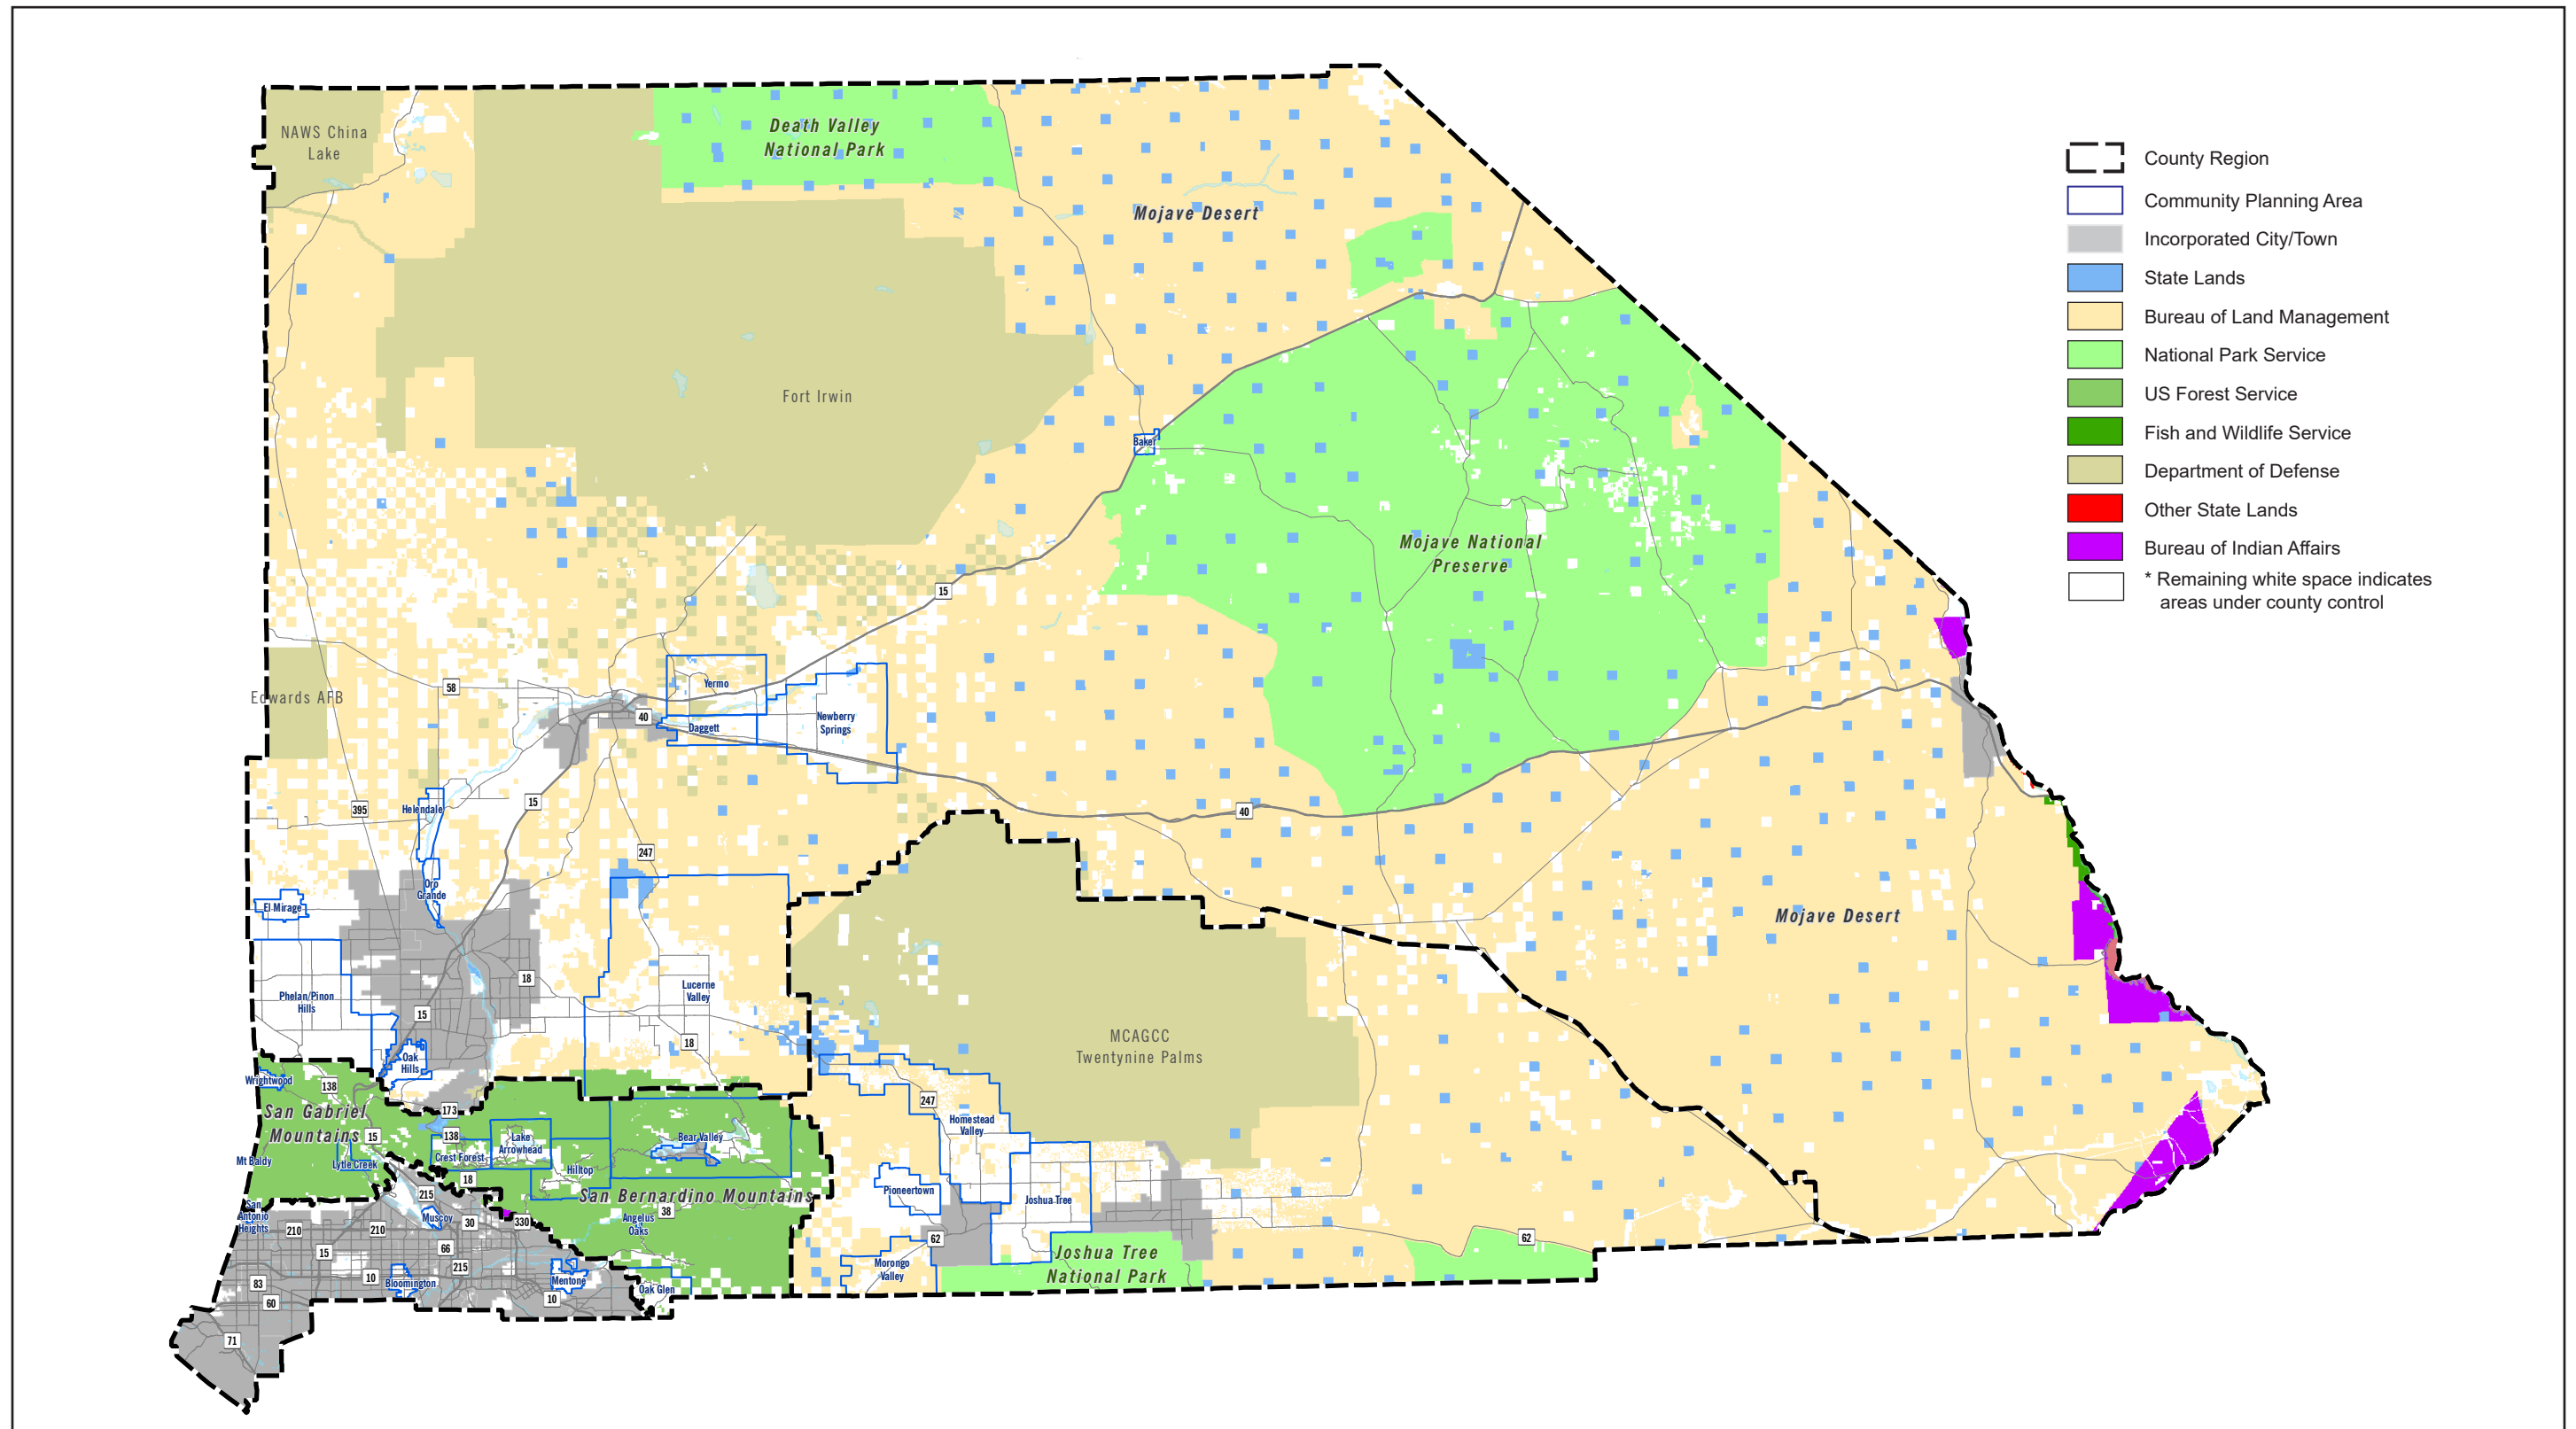 NAWS China
Lake
Death Valley
National Park
Mojave Desert
Fort Irwin
Baker
Mojave National
Preserve
15
Edwards AFB
58
Yermo
40
Daggett
Newberry
Springs
395
Helendale
15
40
247
Oro
Grande
El Mirage
Mojave Desert
18
Lucerne
Valley
Phelan/Pinon
Hills
15
18
MCAGCC
Twentynine Palms
Oak
Hills
Wrightwood
138
247
San Gabriel
Mountains
173
Homestead
Valley
15
138
Lake
Arrowhead
Bear Valley
Mt Baldy
Lytle Creek
Crest Forest
Hilltop
18
215
San Bernardino Mountains
Pioneertown
Joshua Tree
San
Antonio
Heights
Muscoy
38
Angelus
Oaks
210
210
30
330
62
62
15
66
Joshua Tree
National Park
215
Morongo
Valley
83
10
Bloomington
Mentone
Oak Glen
60
10
71
County Region
Community Planning Area
Incorporated City/Town
State Lands
Bureau of Land Management
National Park Service
US Forest Service
Fish and Wildlife Service
Department of Defense
Other State Lands
Bureau of Indian Affairs
* Remaining white space indicates
areas under county control